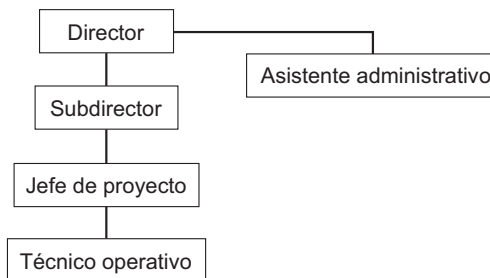 Director
Asistente administrativo
Subdirector
Jefe de proyecto
Técnico operativo